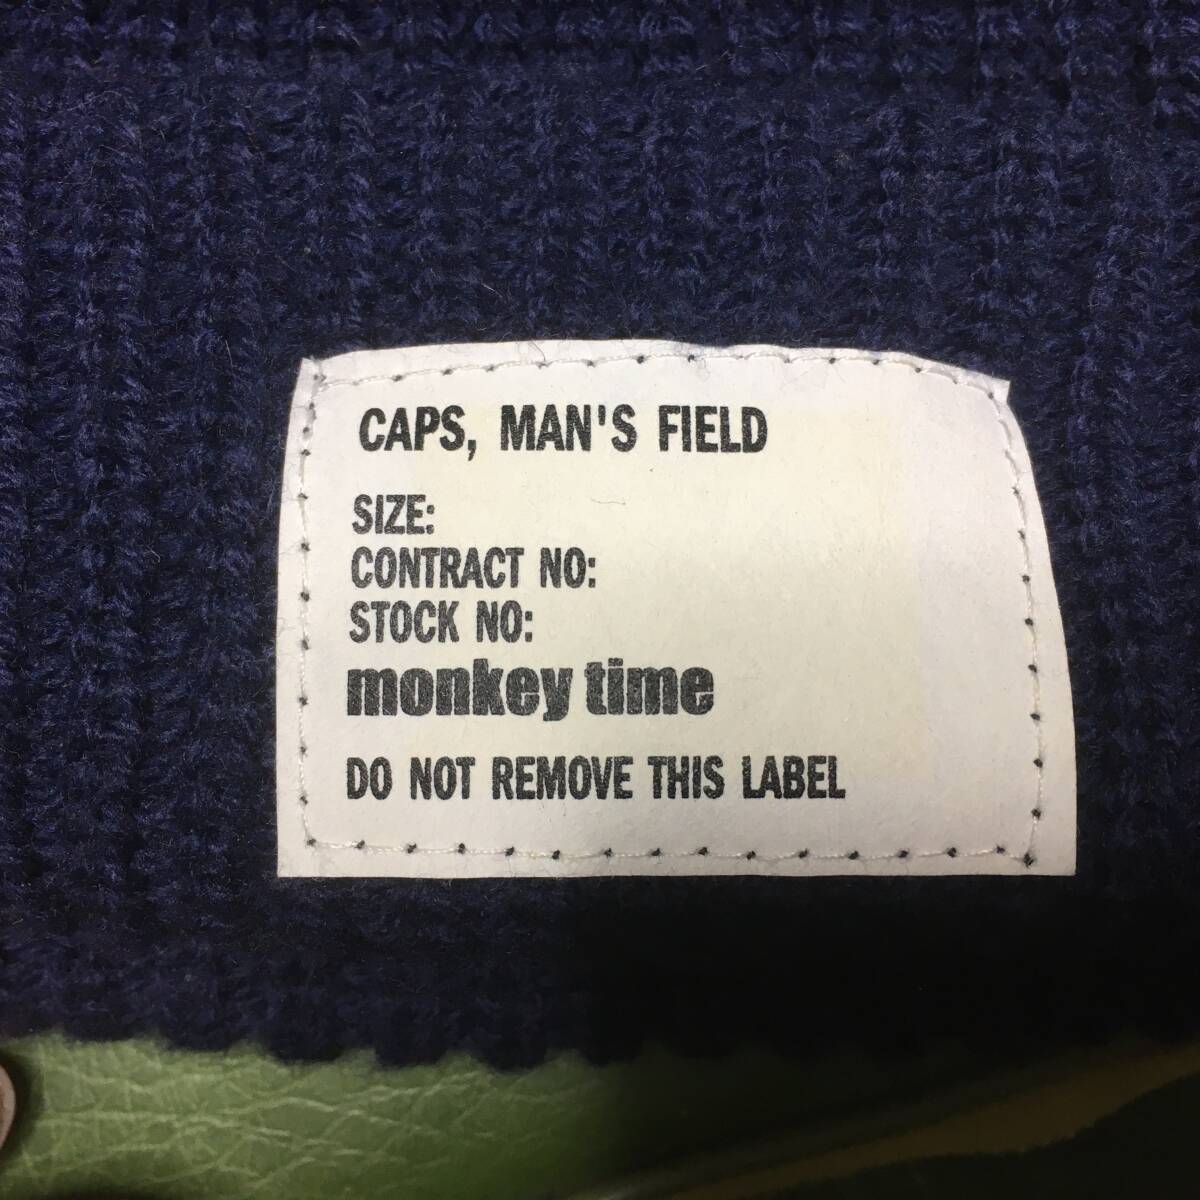 CAPS, MAN'S FIELD
SIZE:
CONTRACT NO:
STOCK NO:
monkey time
DO NOT REMOVE THIS LABEL